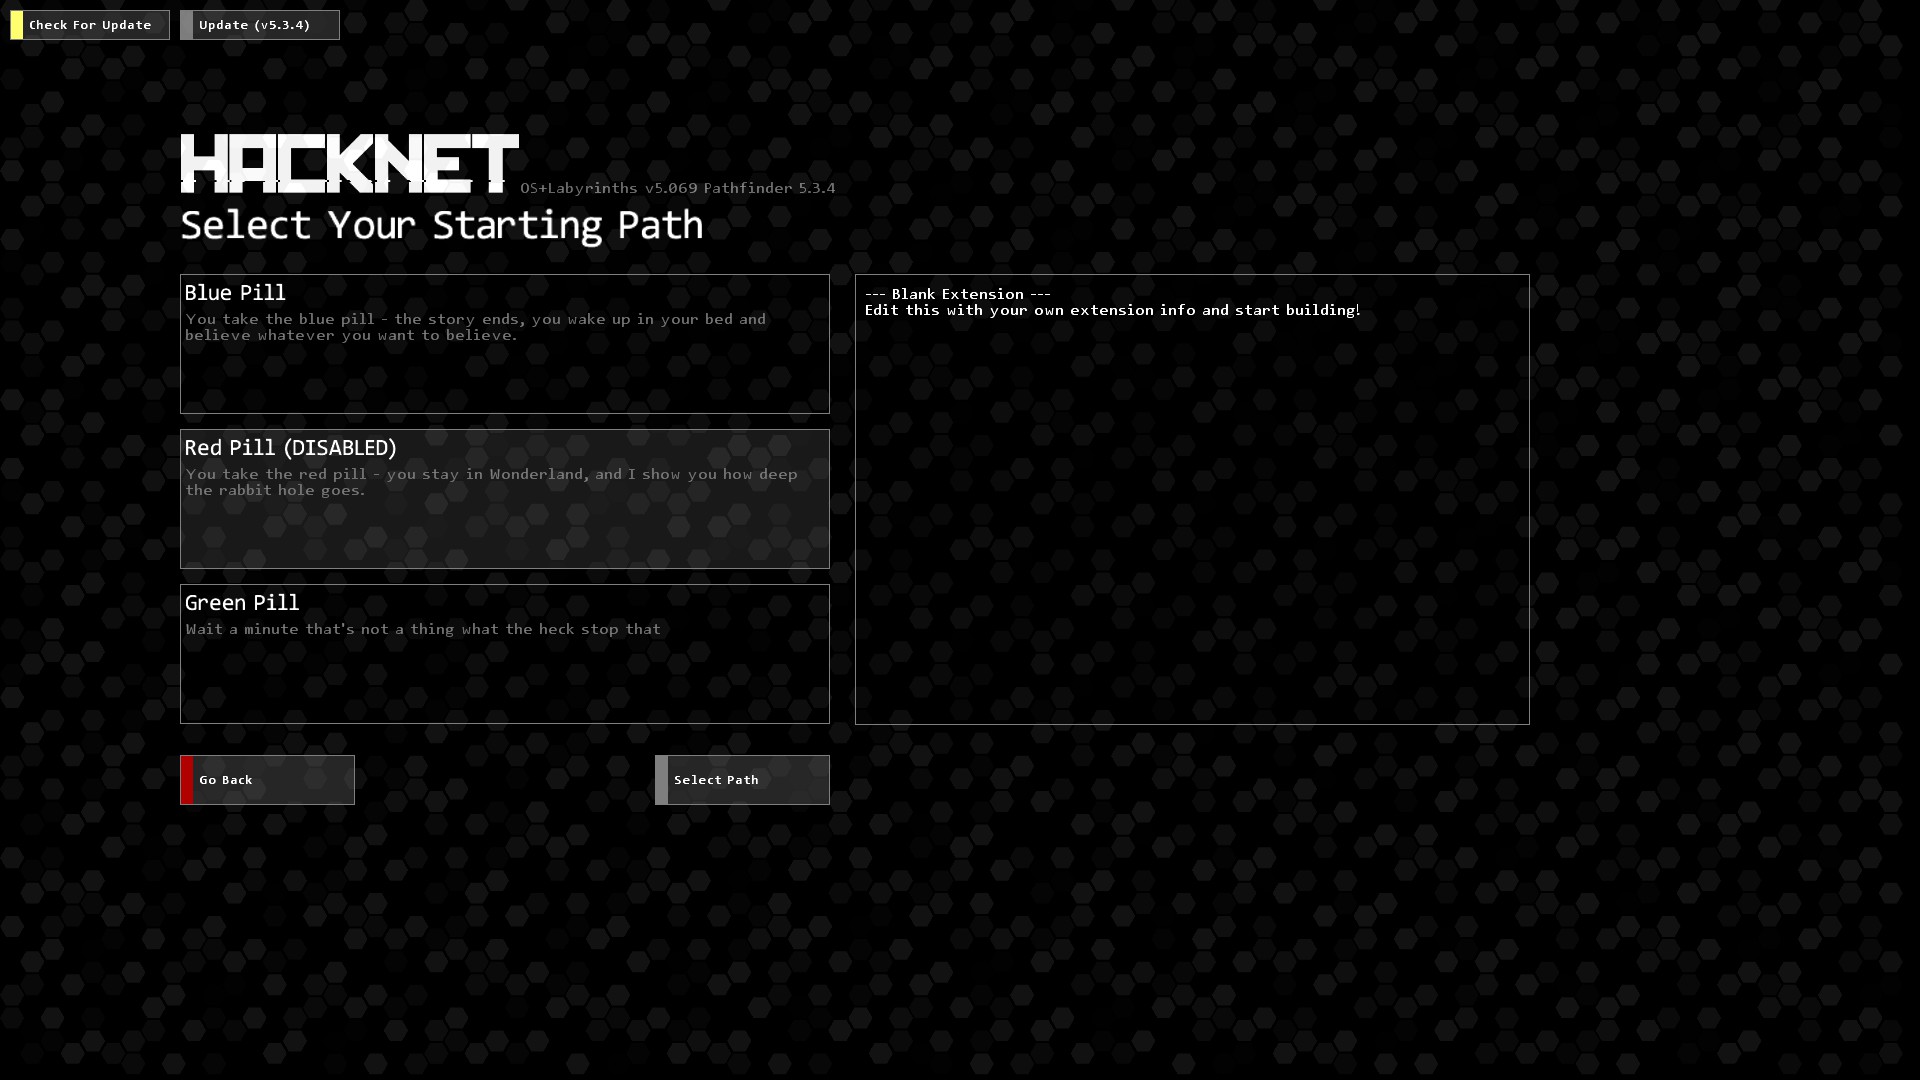 Check For Update
Update (v5.3.4)
HACKNET
OS+Labyrinths v5.069 Pathfinder 5.3.4
Select Your Starting Path
Blue Pill
You take the blue pill - the story ends, you wake up in your bed and
believe whatever you want to believe.
Red Pill (DISABLED)
You take the red pill - you stay in Wonderland, and I show you how deep
the rabbit hole goes.
Green Pill
Wait a minute that's not a thing what the heck stop that
--- Blank Extension ---
Edit this with your own extension info and start building!
Go Back
Select Path